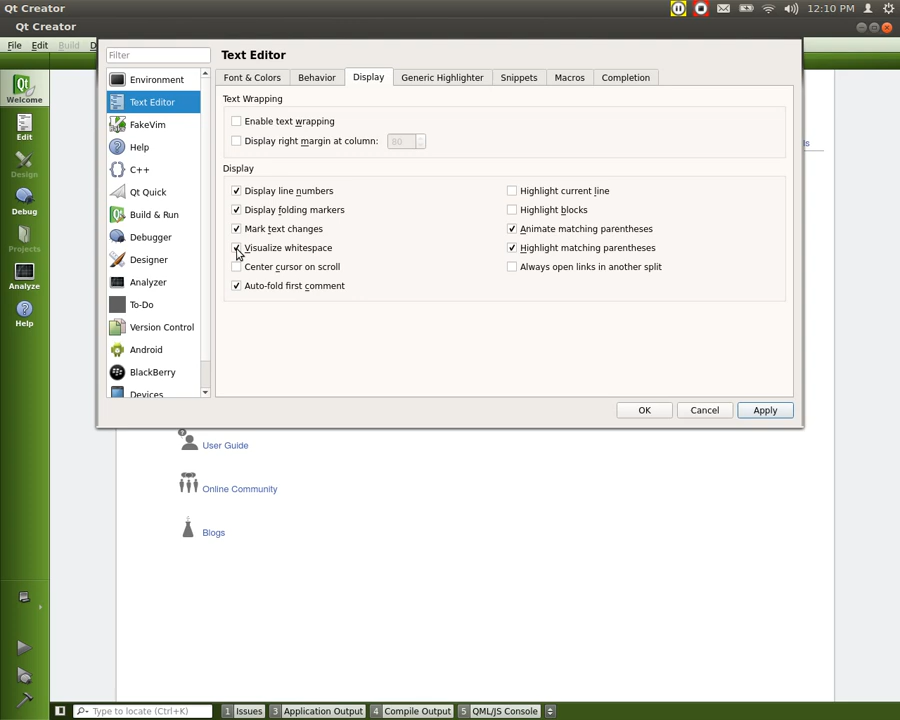 Qt Creator
12:10 PM
Qt Creator
File Edit Build D
Filter
Text Editor
Environment
Text Editor
FakeVim
Help
C++
Qt Quick
Build & Run
Debugger
Designer
Analyzer
To-Do
Version Control
Android
BlackBerry
Devices
Font & Colors Behavior Display Generic Highlighter Snippets Macros Completion
Text Wrapping
Enable text wrapping
Display right margin at column: 80
Display
Display line numbers
Display folding markers
Mark text changes
Visualize whitespace
Center cursor on scroll
Auto-fold first comment
Highlight current line
Highlight blocks
Animate matching parentheses
Highlight matching parentheses
Always open links in another split
OK Cancel Apply
Qt
Welcome
Edit
Design
Debug
Projects
Analyze
Help
s
User Guide
Online Community
Blogs
Type to locate (Ctrl+K) 1 Issues 3 Application Output 4 Compile Output 5 QML/JS Console